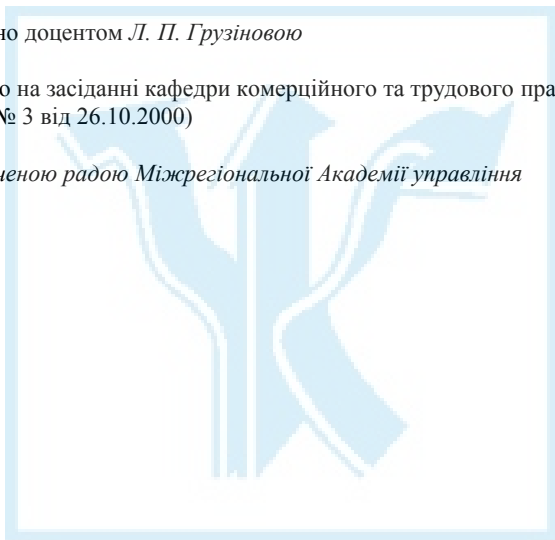 но доцентом Л. П. Грузіновою
о на засіданні кафедри комерційного та трудового пра
№ 3 від 26.10.2000)
ченою радою Міжрегіональної Академії управління